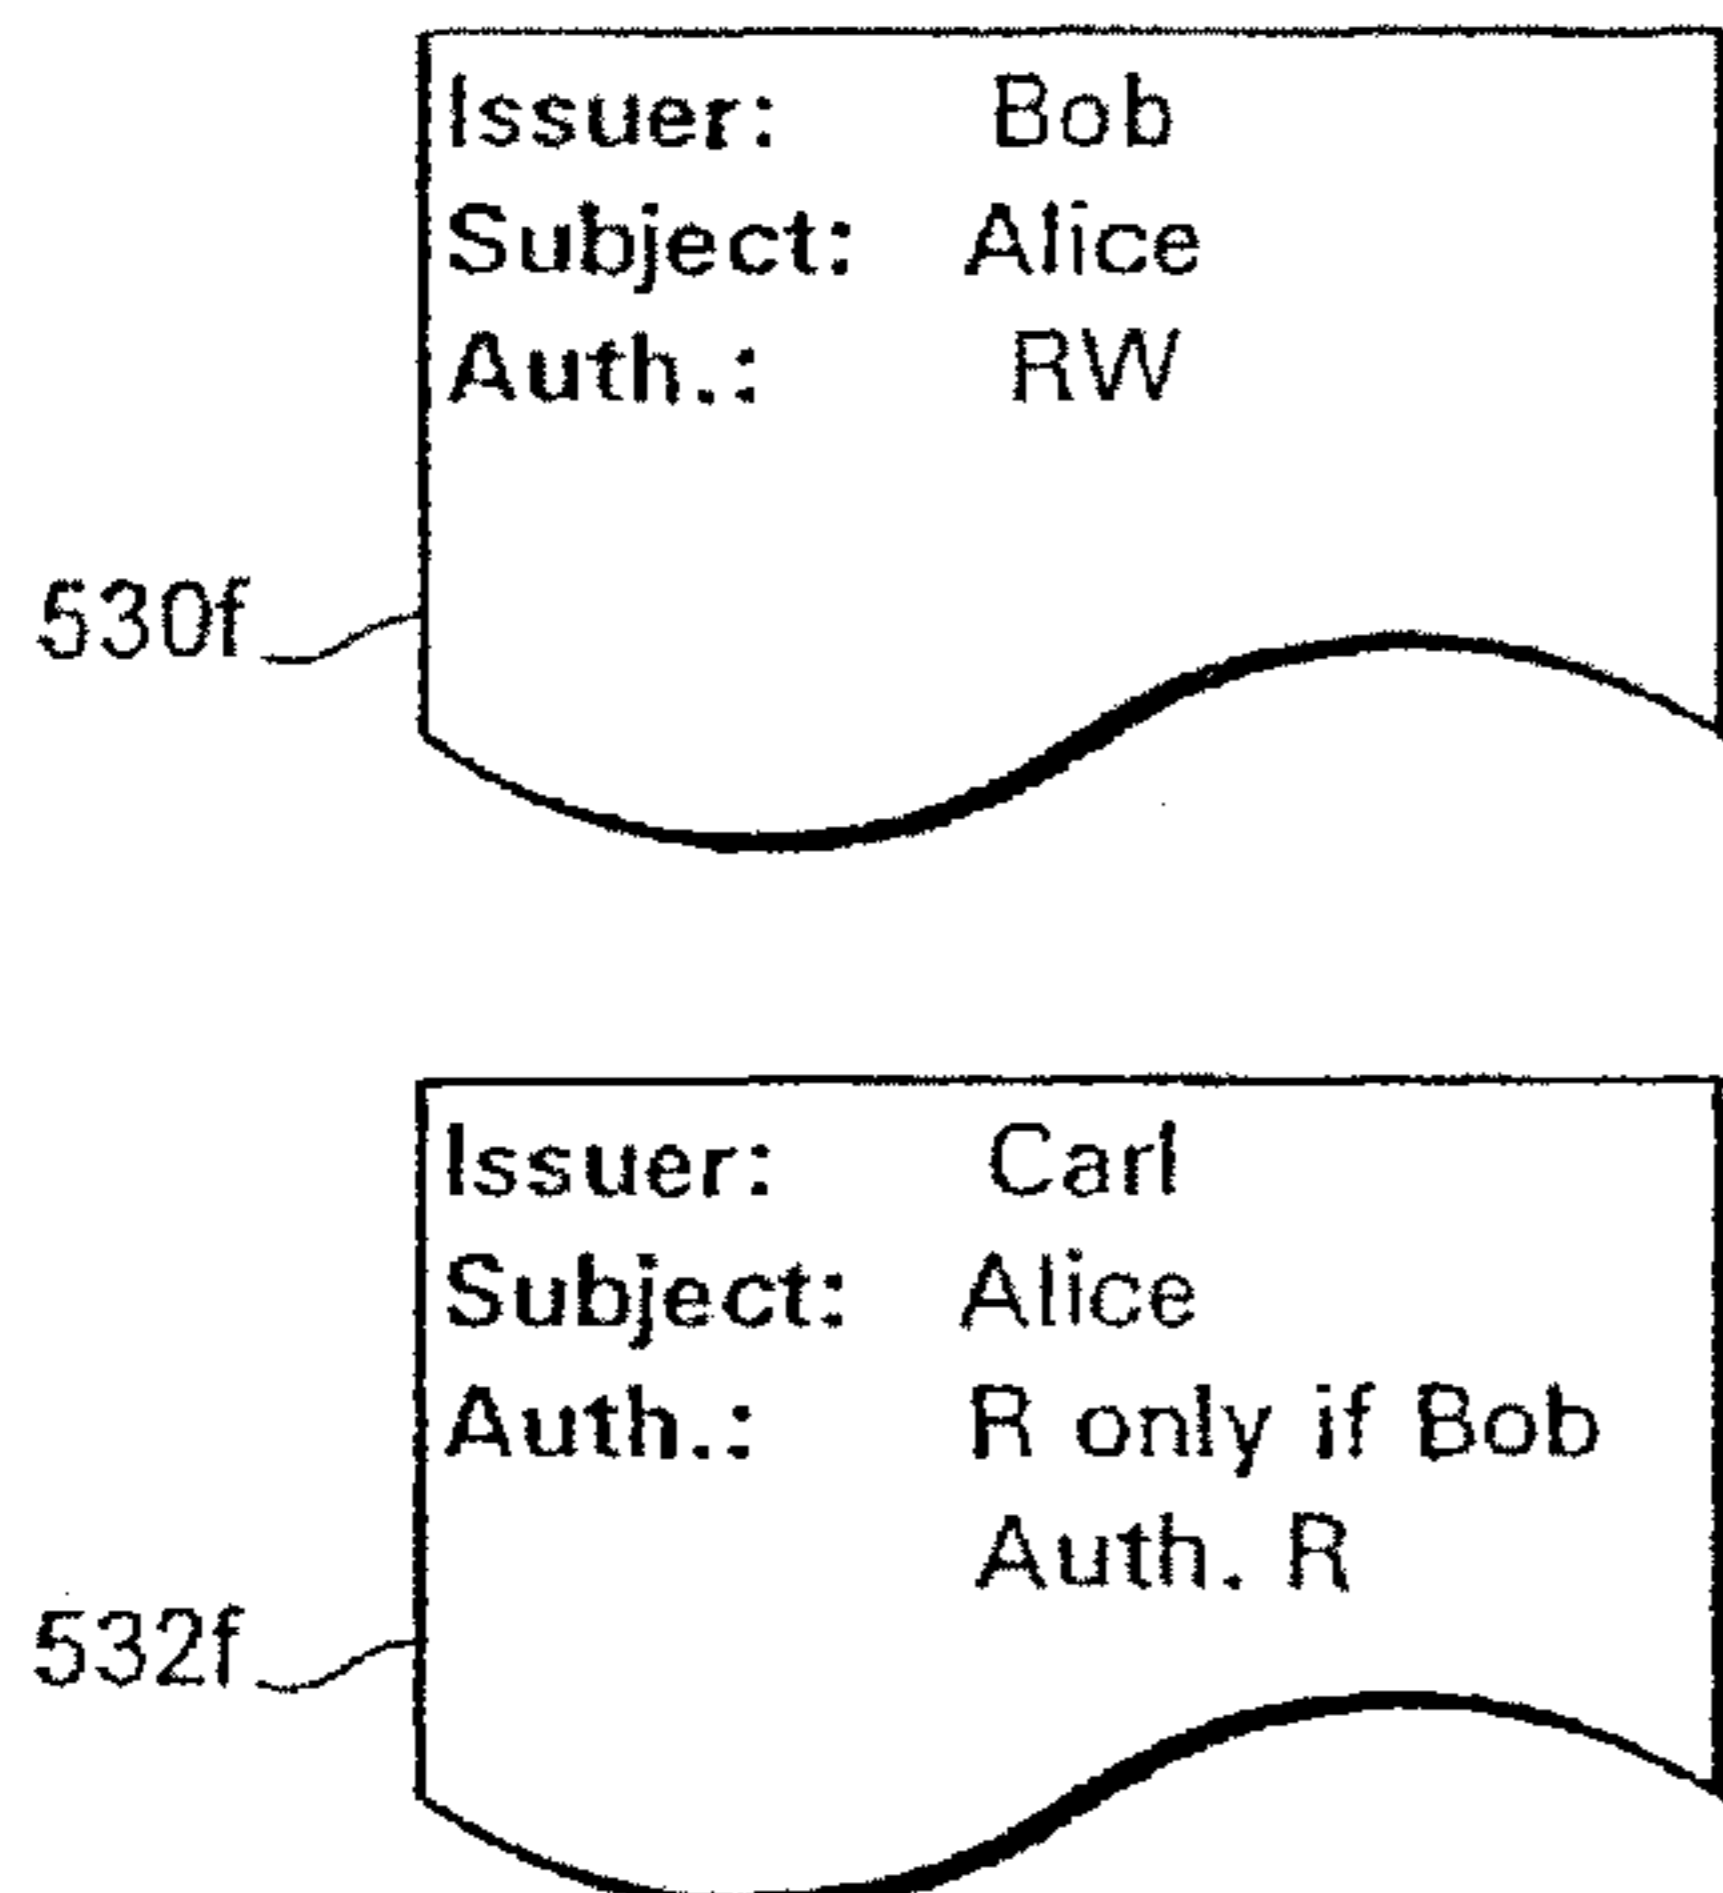 Issuer: Bob
Subject: Alice
Auth.: RW
530f
Issuer: Carl
Subject: Alice
Auth.: R only if Bob
Auth. R
532f